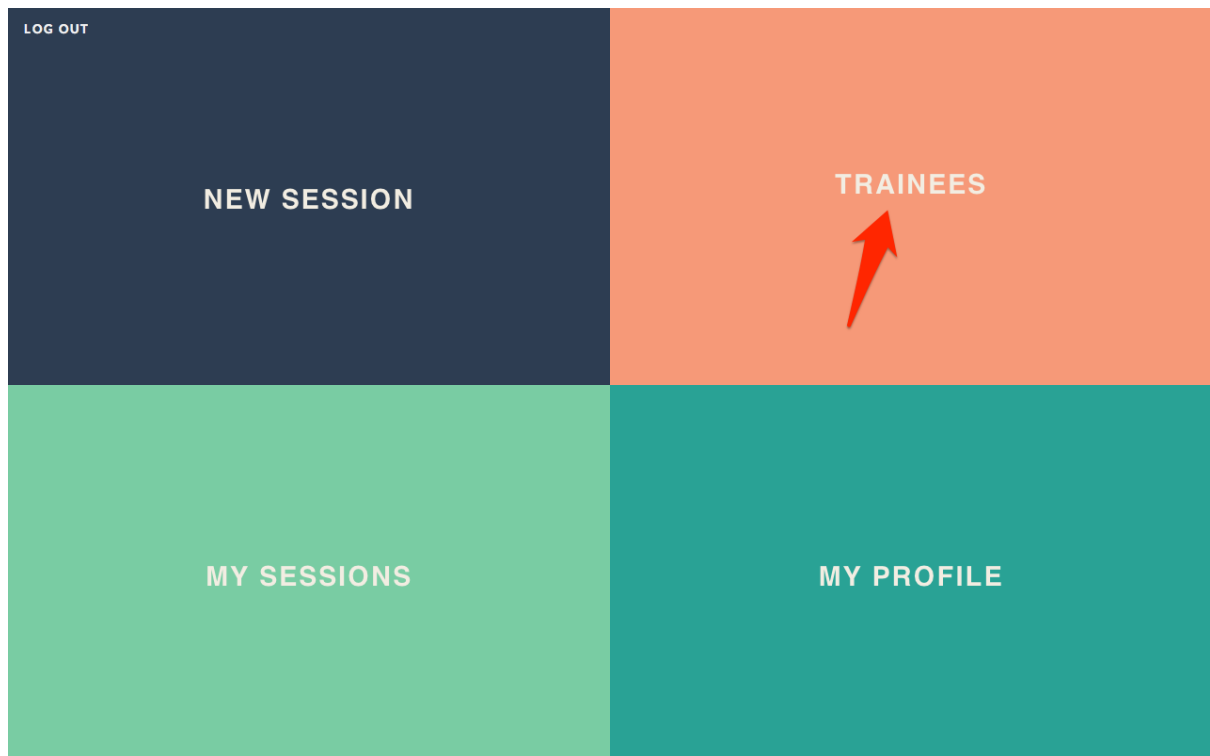 LOG OUT
NEW SESSION
TRAINEES
MY SESSIONS
MY PROFILE